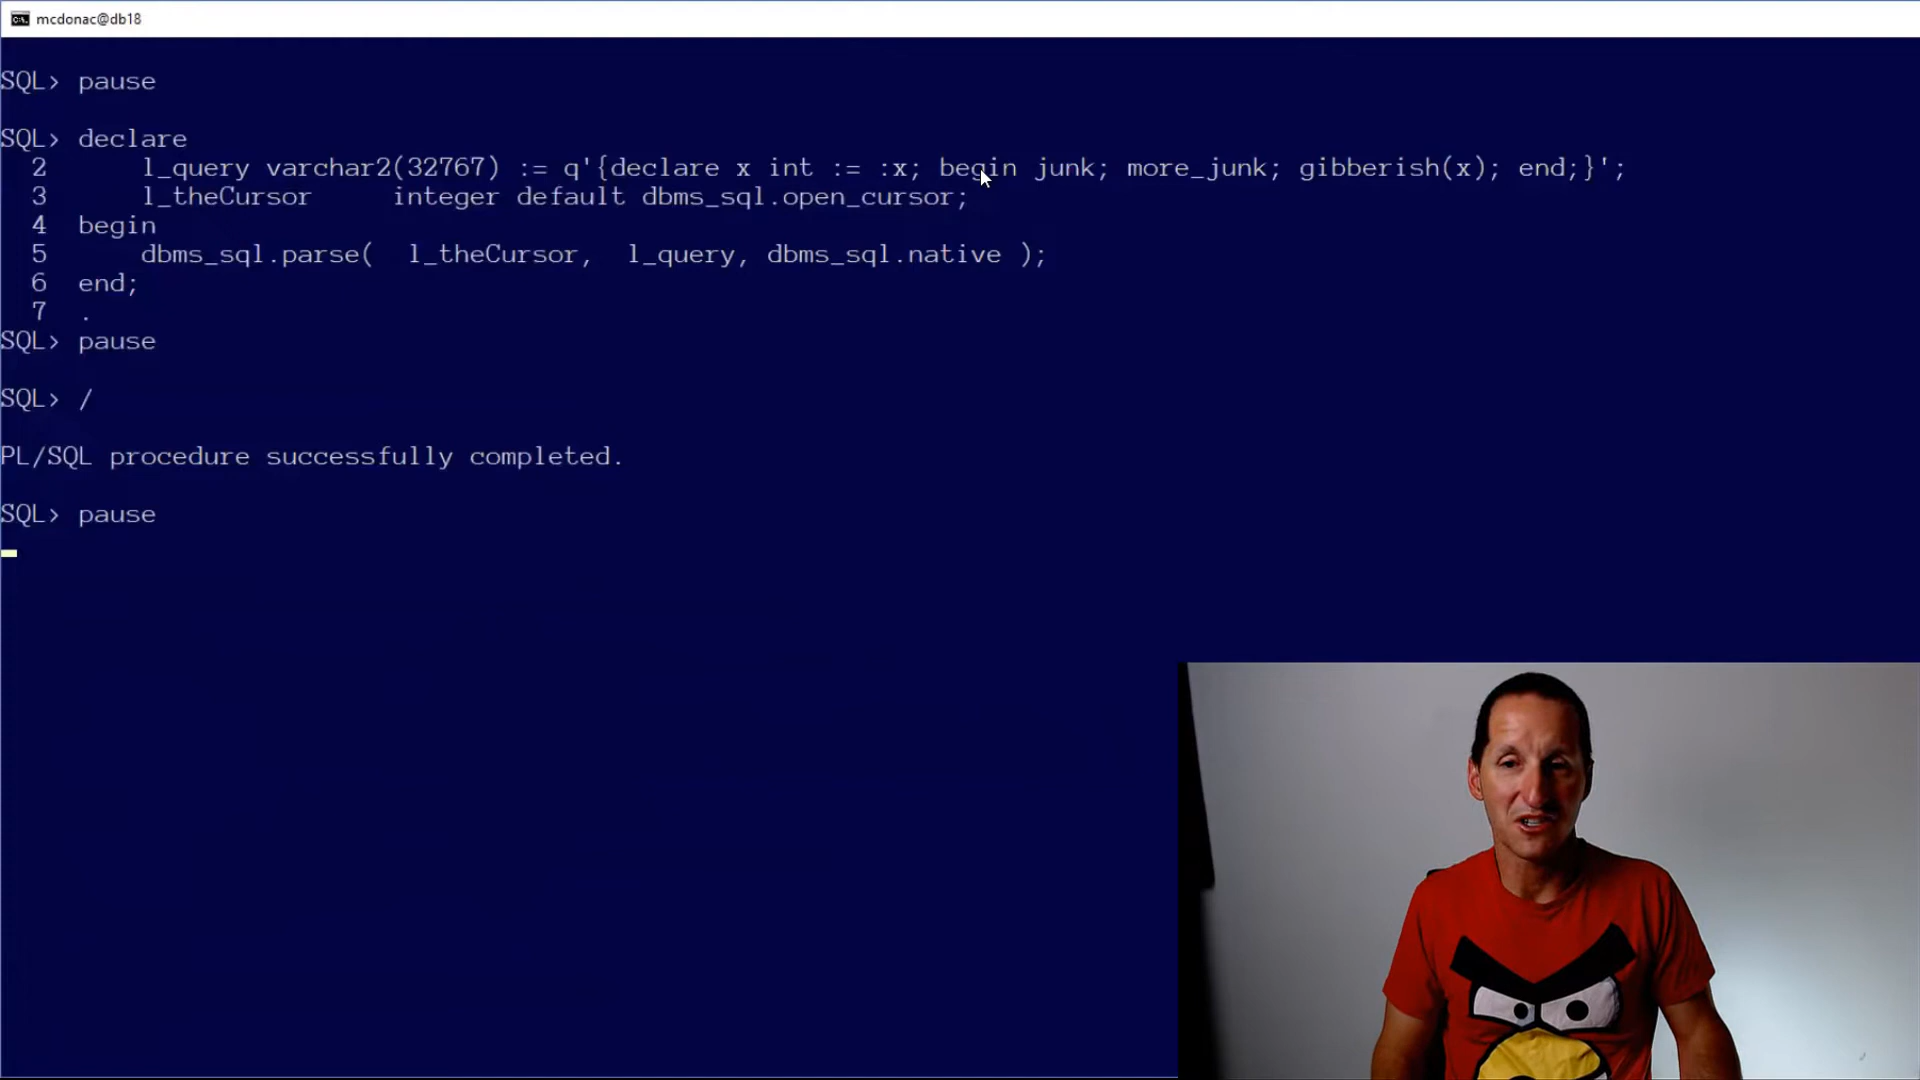 mcdonac@db18
SQL> pause
SQL> declare
2 l_query varchar2(32767) := q'{declare x int := :x; begin junk; more_junk; gibberish(x); end;}';
3 l_theCursor integer default dbms_sql.open_cursor;
4 begin
5 dbms_sql.parse( l_theCursor, l_query, dbms_sql.native );
6 end;
7 .
SQL> pause
SQL> /
PL/SQL procedure successfully completed.
SQL> pause